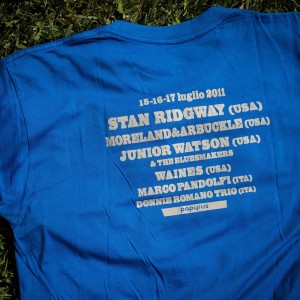 15-16-17 luglio 2011
STAN RIDGWAY (USA)
MORELAND&ARBUCKLE (USA)
JUNIOR WATSON (USA)
& THE BLUESMAKERS
WAINES (USA)
MARCO PANDOLFI (ITA)
DONNIE ROMANO TRIO (ITA)
papyrus